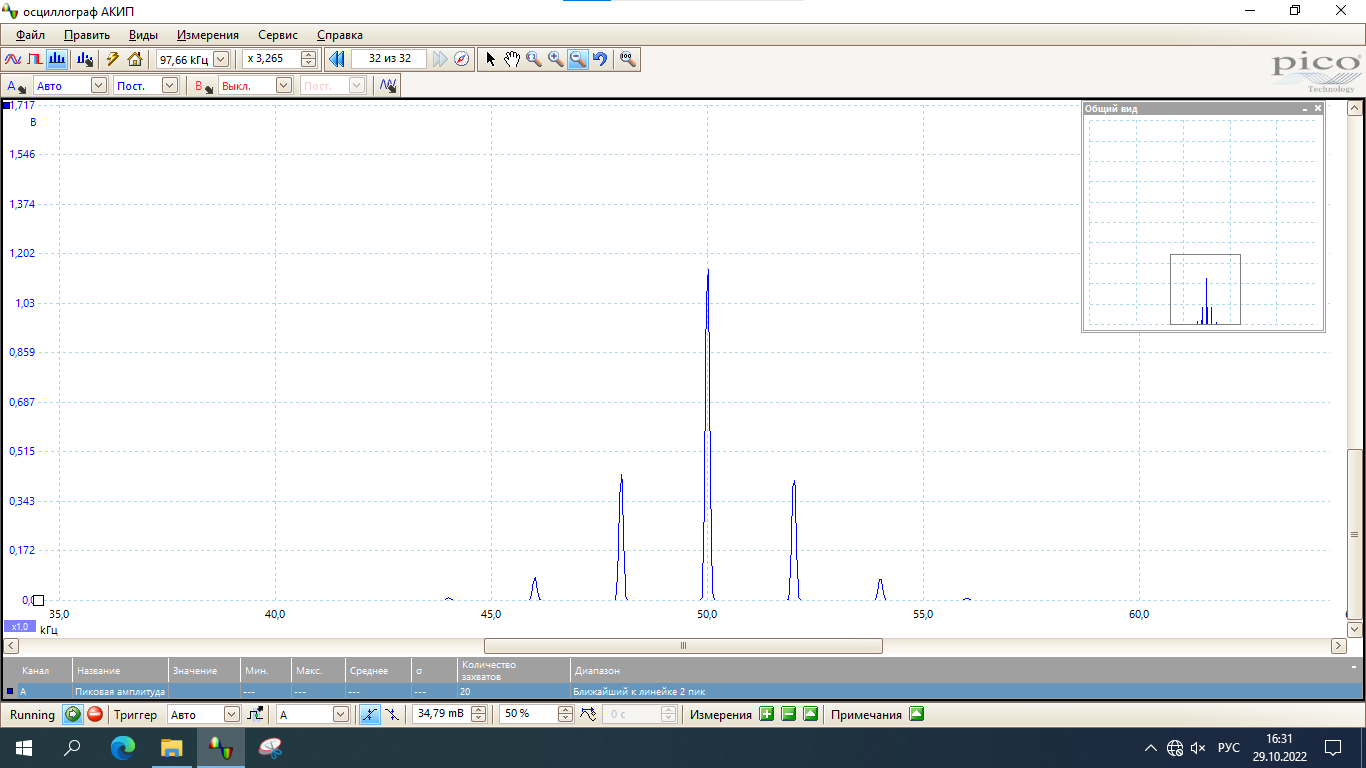 осциллограф АКИП
Файл Править Виды Измерения Сервис Справка
97,66 кГц x 3,265 32 из 32
pico
Technology
A Авто Пост. B Выкл. Пост.
1,717
В
1,546
1,374
1,202
1,03
0,859
0,687
0,515
0,343
0,172
0,0
Общий вид
35,0 40,0 45,0 50,0 55,0 60,0
x1,0 кГц
Канал Название Значение Мин. Макс. Среднее σ Количество захватов Диапазон
A Пиковая амплитуда --- --- --- --- 20 Ближайший к линейке 2 пик
Running Триггер Авто A 34,79 mВ 50 % 0 с Измерения Примечания
РУС
16:31
29.10.2022